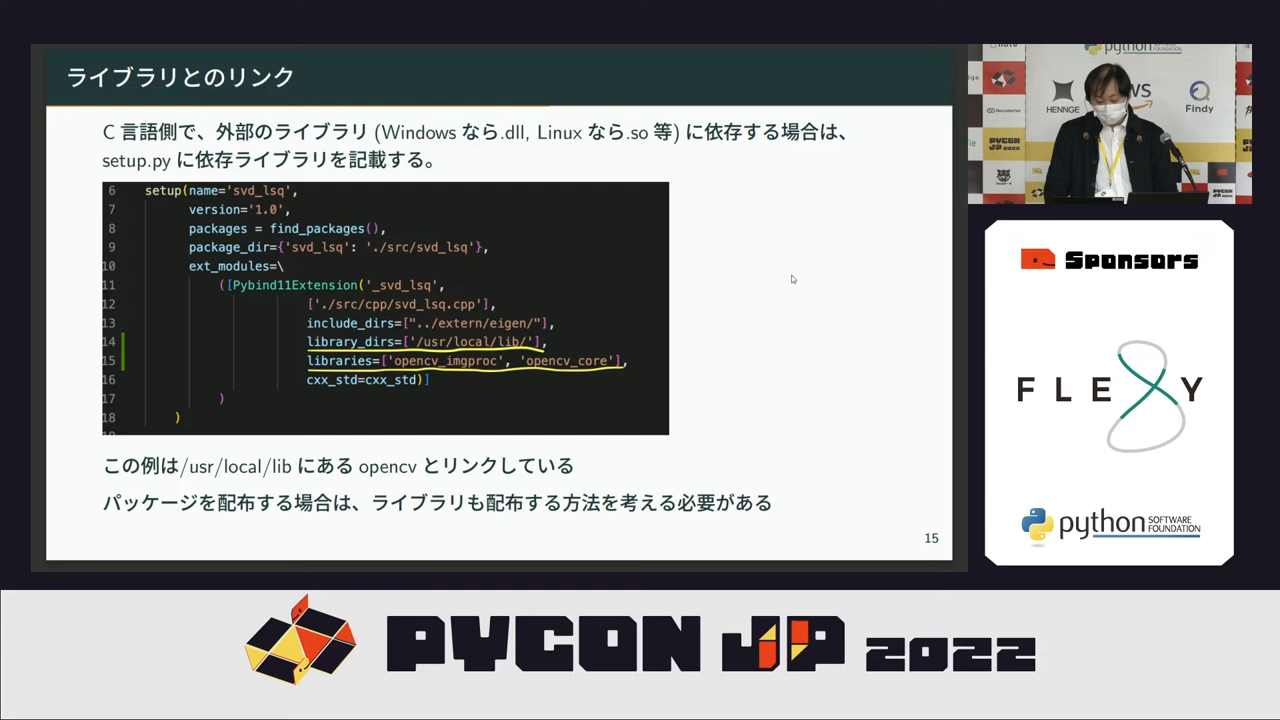 ライブラリとのリンク
C 言語側で、外部のライブラリ (Windows なら.dll, Linux なら.so 等) に依存する場合は、
setup.py に依存ライブラリを記載する。
6 setup(name='svd_lsq',
7 version='1.0',
8 packages = find_packages(),
9 package_dir={'svd_lsq': './src/svd_lsq'},
10 ext_modules=\
11 ([Pybind11Extension('_svd_lsq',
12 ['./src/cpp/svd_lsq.cpp'],
13 include_dirs=["../extern/eigen/"],
14 library_dirs=['/usr/local/lib/'],
15 libraries=['opencv_imgproc', 'opencv_core'],
16 cxx_std=cxx_std)]
17 )
18 )
この例は/usr/local/lib にある opencv とリンクしている
パッケージを配布する場合は、ライブラリも配布する方法を考える必要がある
15
python
HENNGE
Findy
PYCON JP 2022
Sponsors
FLEXY
python SOFTWARE
FOUNDATION
PYCON JP 2022